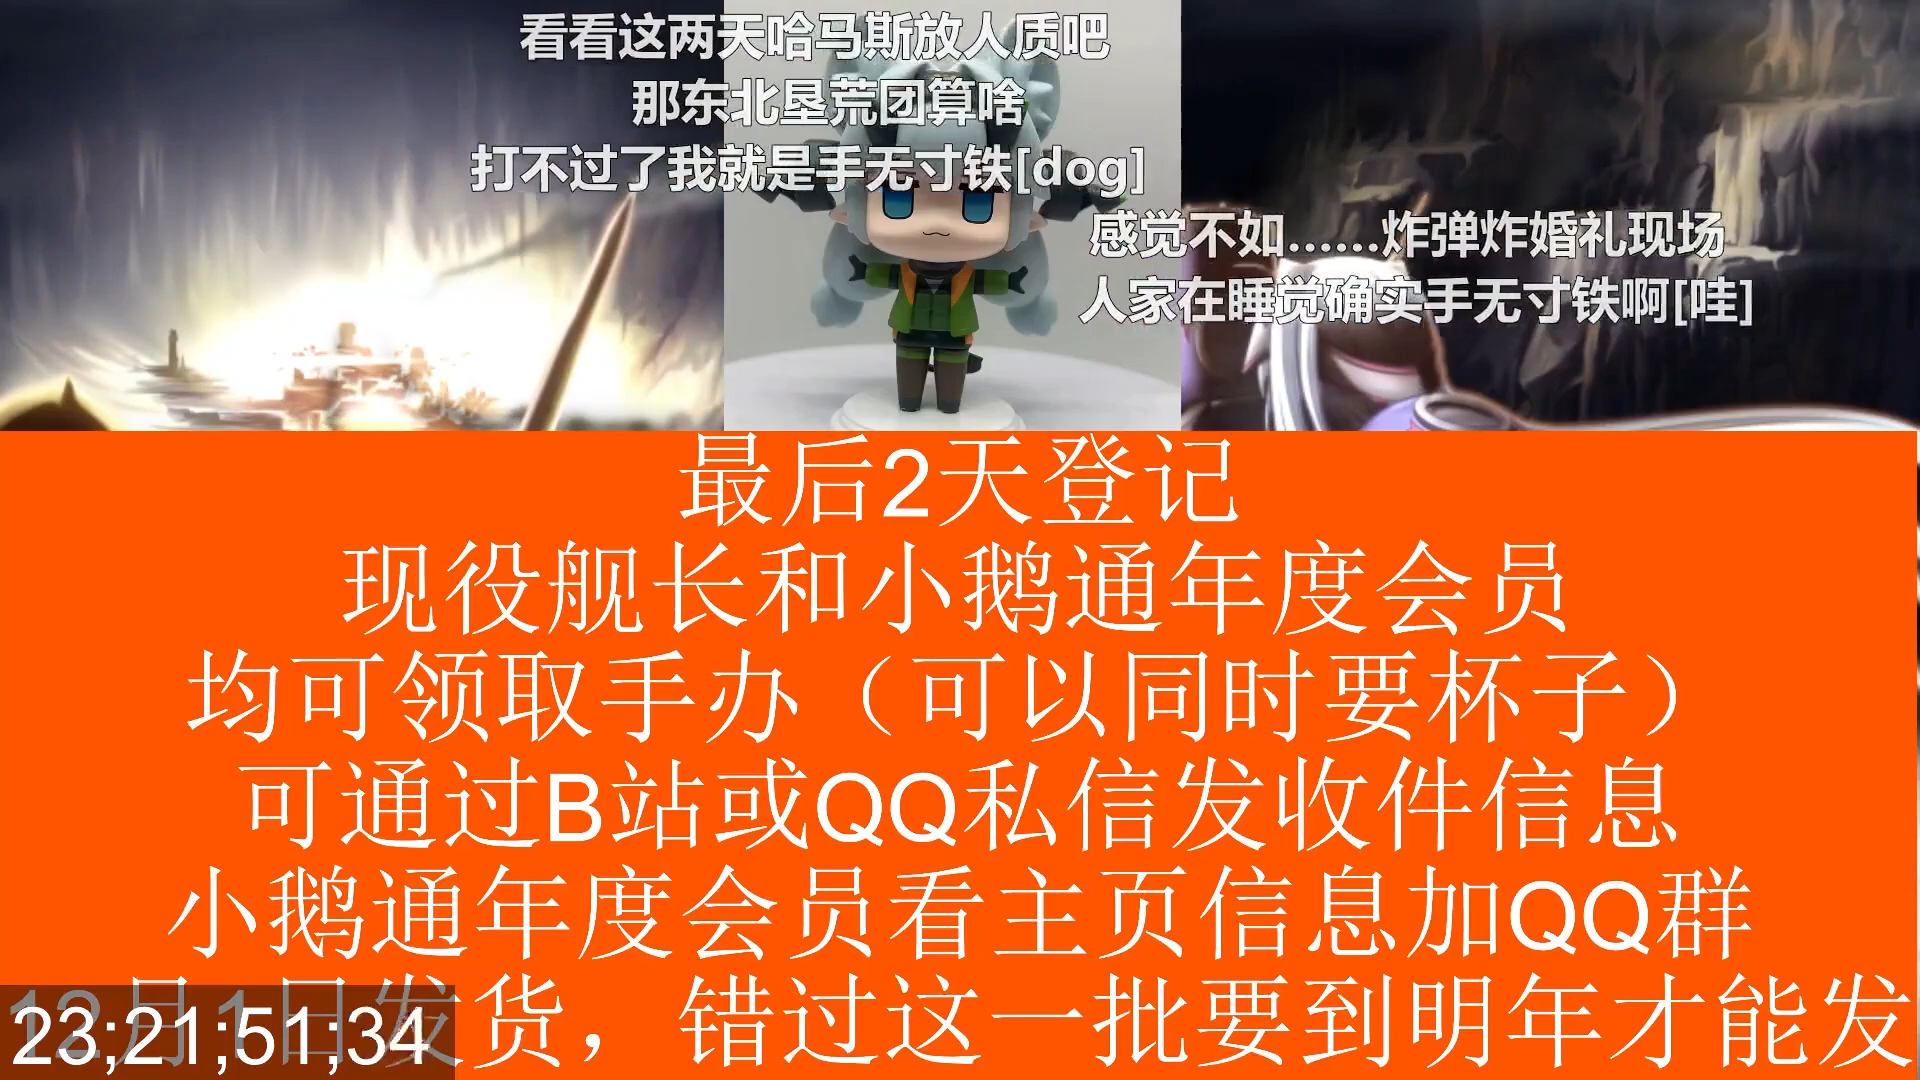 看看这两天哈马斯放人质吧
那东北垦荒团算啥
打不过了我就是手无寸铁[dog]
感觉不如……炸弹炸婚礼现场
人家在睡觉确实手无寸铁啊[哇]
最后2天登记
现役舰长和小鹅通年度会员
均可领取手办（可以同时要杯子）
可通过B站或QQ私信发收件信息
小鹅通年度会员看主页信息加QQ群
12月1日发货，错过这一批要到明年才能发
23;21;51;34